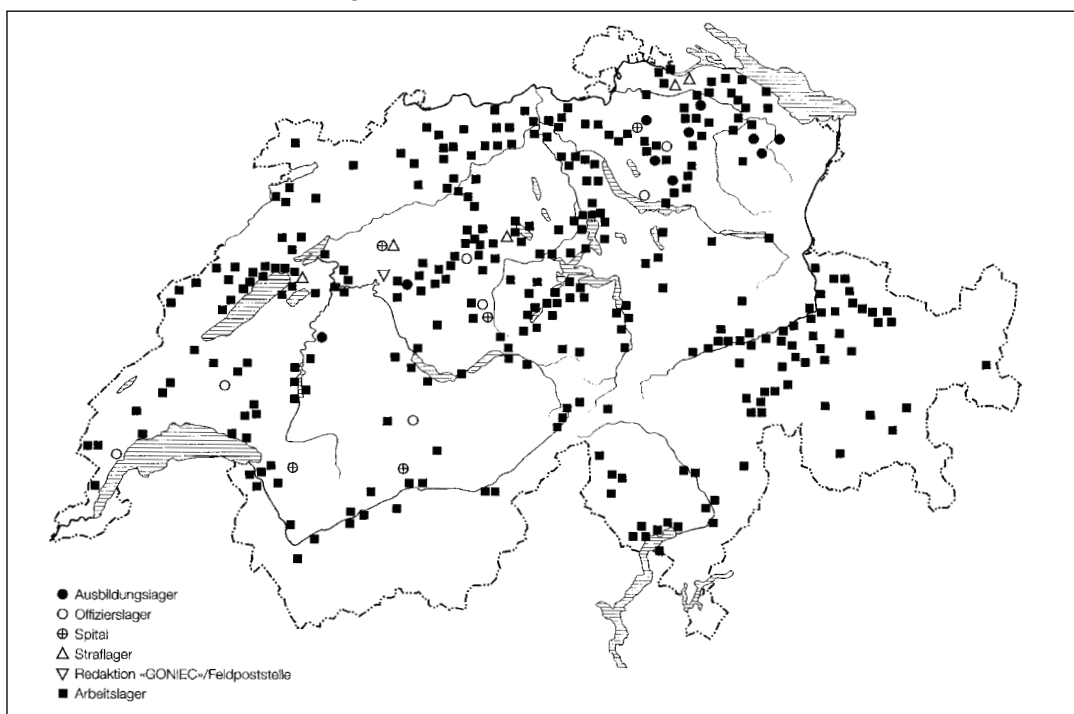 Ausbildungslager
Offizierslager
Spital
Straflager
Redaktion «GONIEC»/Feldpoststelle
Arbeitslager